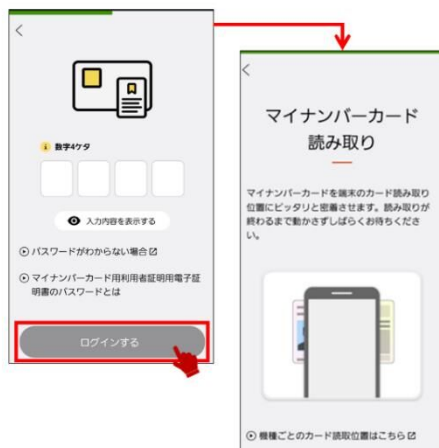 数字4ケタ
入力内容を表示する
パスワードがわからない場合
マイナンバーカード用利用者証明用電子証
明書のパスワードとは
ログインする
マイナンバーカード
読み取り
マイナンバーカードを端末のカード読み取り
位置にピッタリと密着させます。読み取りが
終わるまで動かさずしばらくお待ちくださ
い。
機種ごとのカード読取位置はこちら